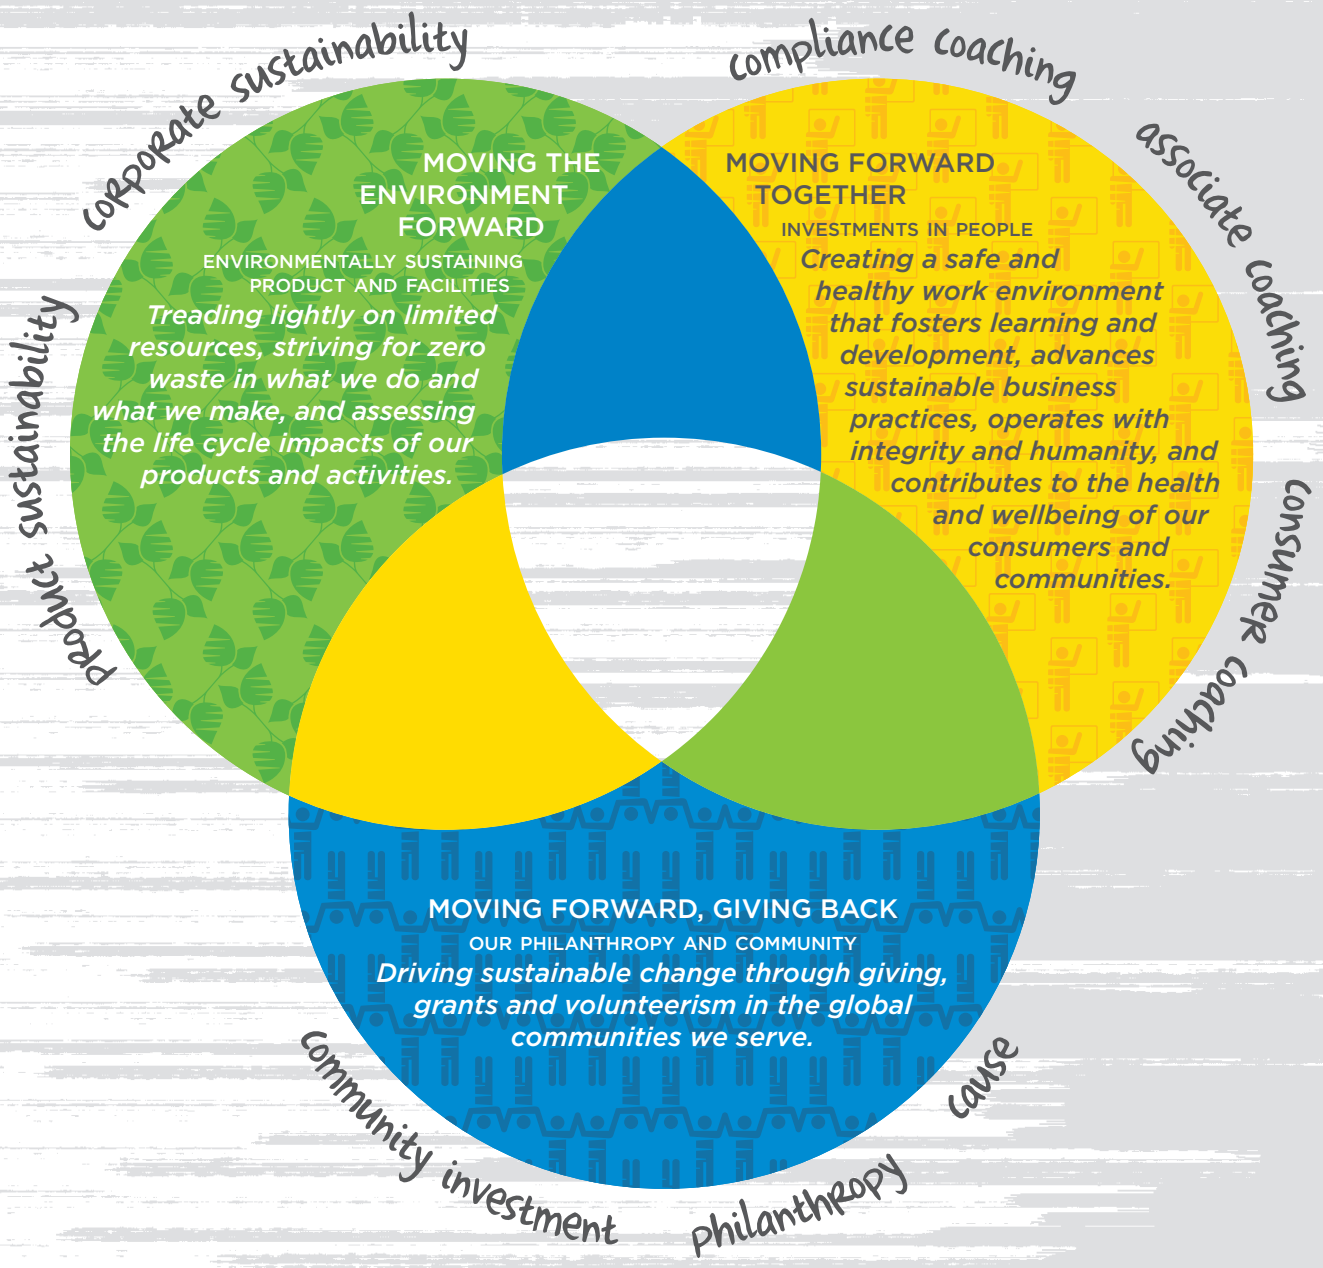 corporate sustainability
product sustainability
MOVING THE
ENVIRONMENT
FORWARD
ENVIRONMENTALLY SUSTAINING
PRODUCT AND FACILITIES
Treading lightly on limited
resources, striving for zero
waste in what we do and
what we make, and assessing
the life cycle impacts of our
products and activities.
compliance coaching
associate coaching
consumer coaching
MOVING FORWARD
TOGETHER
INVESTMENTS IN PEOPLE
Creating a safe and
healthy work environment
that fosters learning and
development, advances
sustainable business
practices, operates with
integrity and humanity, and
contributes to the health
and wellbeing of our
consumers and
communities.
MOVING FORWARD, GIVING BACK
OUR PHILANTHROPY AND COMMUNITY
Driving sustainable change through giving,
grants and volunteerism in the global
communities we serve.
community investment
philanthropy
cause